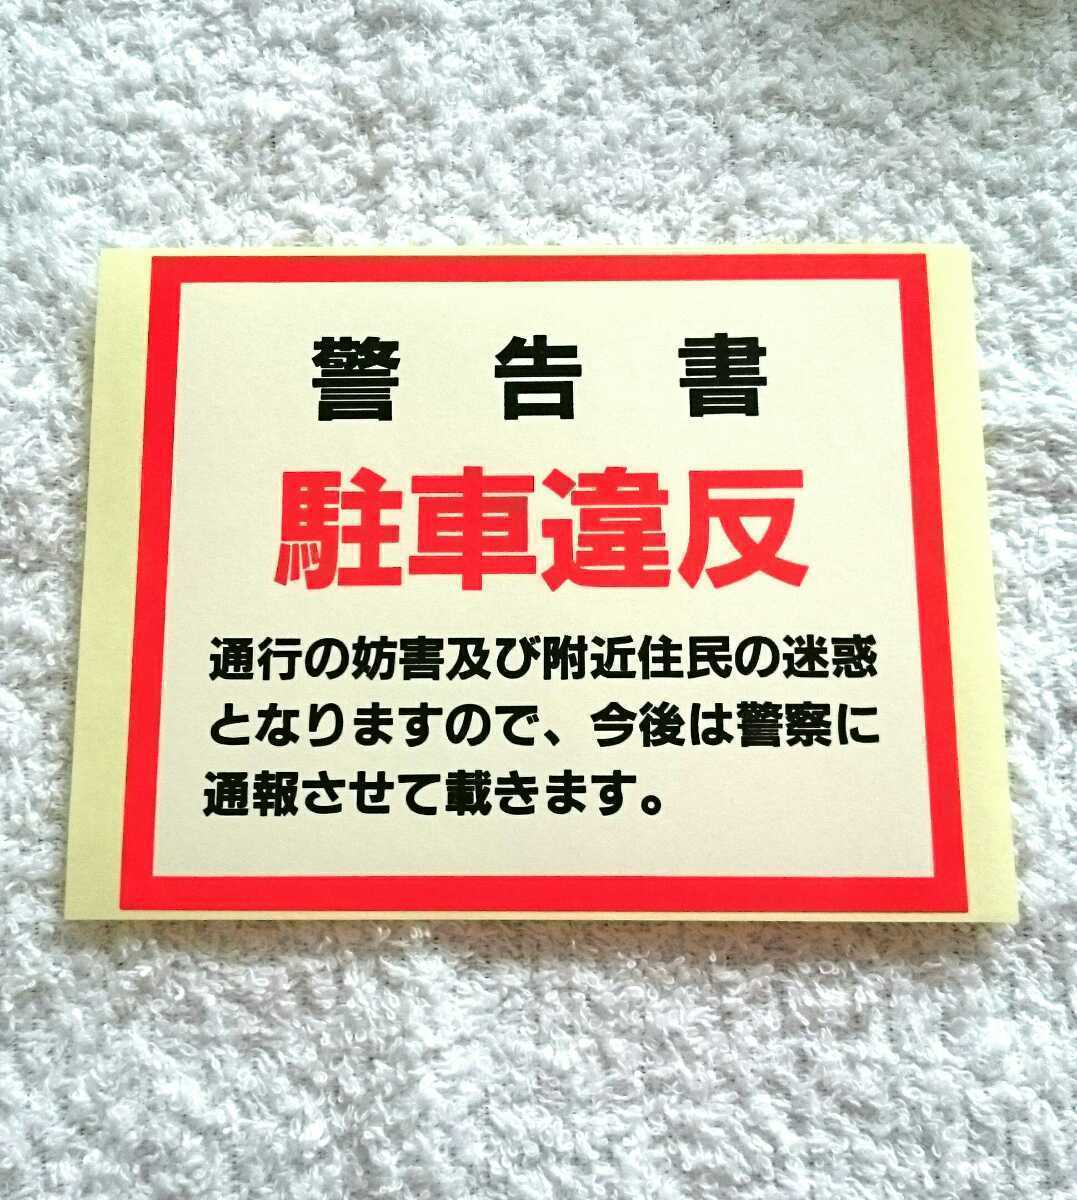 警 告 書
駐車違反
通行の妨害及び附近住民の迷惑
となりますので、今後は警察に
通報させて載きます。